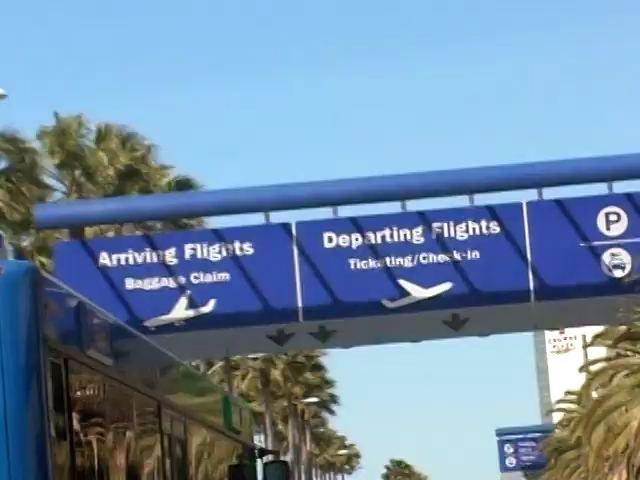 Arriving Flights
Baggage Claim
Departing Flights
Ticketing/Check-in
P